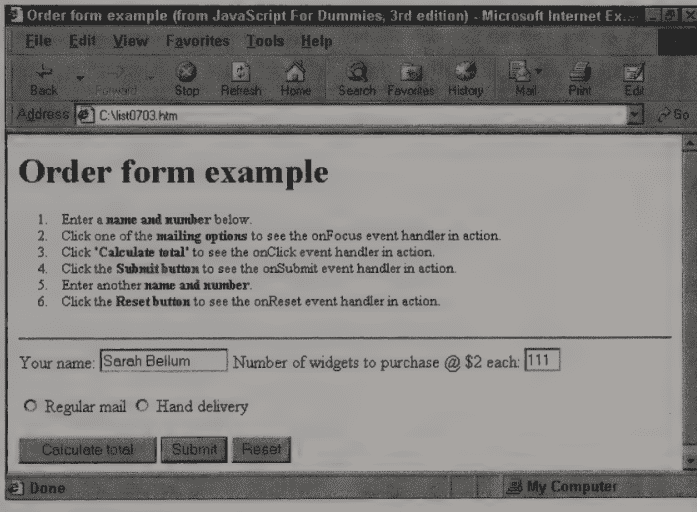 Order form example (from JavaScript For Dummies, 3rd edition) - Microsoft Internet Ex...
File Edit View Favorites Tools Help
Back Forward Stop Refresh Home Search Favorites History Mail Print Edit
Address C:\list0703.htm Go
Order form example
1. Enter a name and number below.
2. Click one of the mailing options to see the onFocus event handler in action.
3. Click "Calculate total" to see the onClick event handler in action.
4. Click the Submit button to see the onSubmit event handler in action.
5. Enter another name and number.
6. Click the Reset button to see the onReset event handler in action.
Your name: Sarah Bellum Number of widgets to purchase @ $2 each: 111
Regular mail Hand delivery
Calculate total Submit Reset
Done My Computer